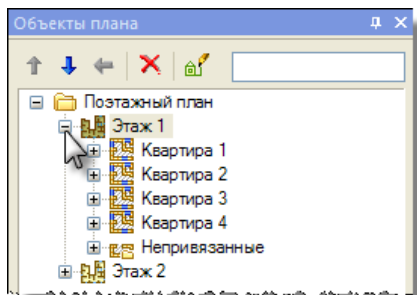 Объекты плана
Поэтажный план
Этаж 1
Квартира 1
Квартира 2
Квартира 3
Квартира 4
Непривязанные
Этаж 2